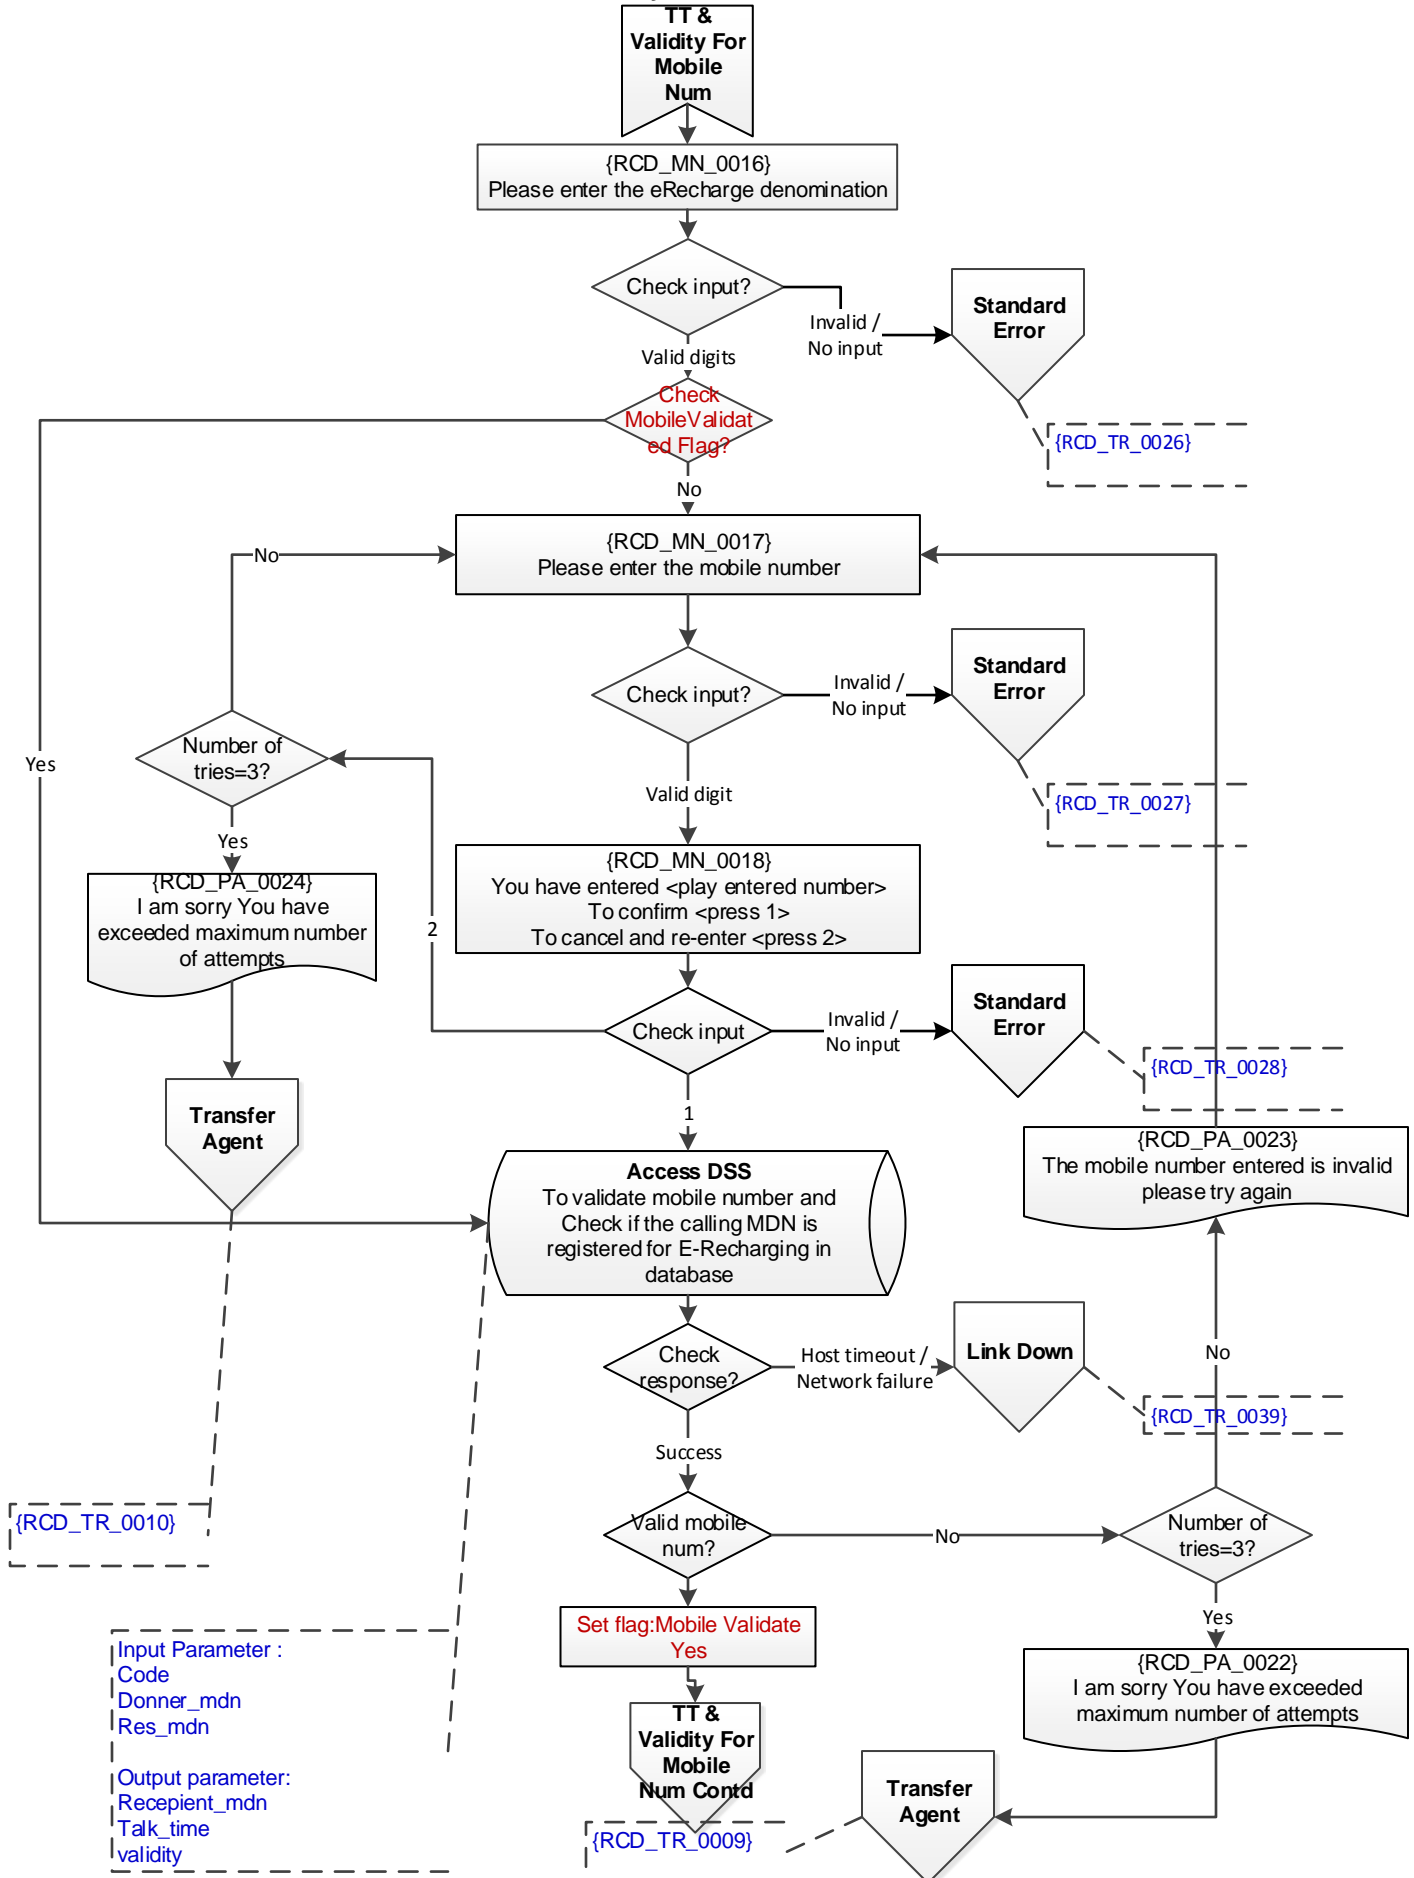 TT &
Validity For
Mobile
Num
{RCD_MN_0016}
Please enter the eRecharge denomination
Check input?
Invalid /
No input
Standard
Error
{RCD_TR_0026}
Valid digits
Check
MobileValidat
ed Flag?
No
{RCD_MN_0017}
Please enter the mobile number
No
Check input?
Invalid /
No input
Standard
Error
{RCD_TR_0027}
Number of
tries=3?
Yes
Valid digit
Yes
{RCD_PA_0024}
I am sorry You have
exceeded maximum number
of attempts
2
{RCD_MN_0018}
You have entered <play entered number>
To confirm <press 1>
To cancel and re-enter <press 2>
Check input
Invalid /
No input
Standard
Error
{RCD_TR_0028}
Transfer
Agent
1
Access DSS
To validate mobile number and
Check if the calling MDN is
registered for E-Recharging in
database
{RCD_PA_0023}
The mobile number entered is invalid
please try again
Check
response?
Host timeout /
Network failure
Link Down
No
{RCD_TR_0039}
Success
{RCD_TR_0010}
Valid mobile
num?
No
Number of
tries=3?
Yes
Set flag:Mobile Validate
Yes
Input Parameter :
Code
Donner_mdn
Res_mdn
Output parameter:
Recepient_mdn
Talk_time
validity
{RCD_PA_0022}
I am sorry You have exceeded
maximum number of attempts
TT &
Validity For
Mobile
Num Contd
Transfer
Agent
{RCD_TR_0009}